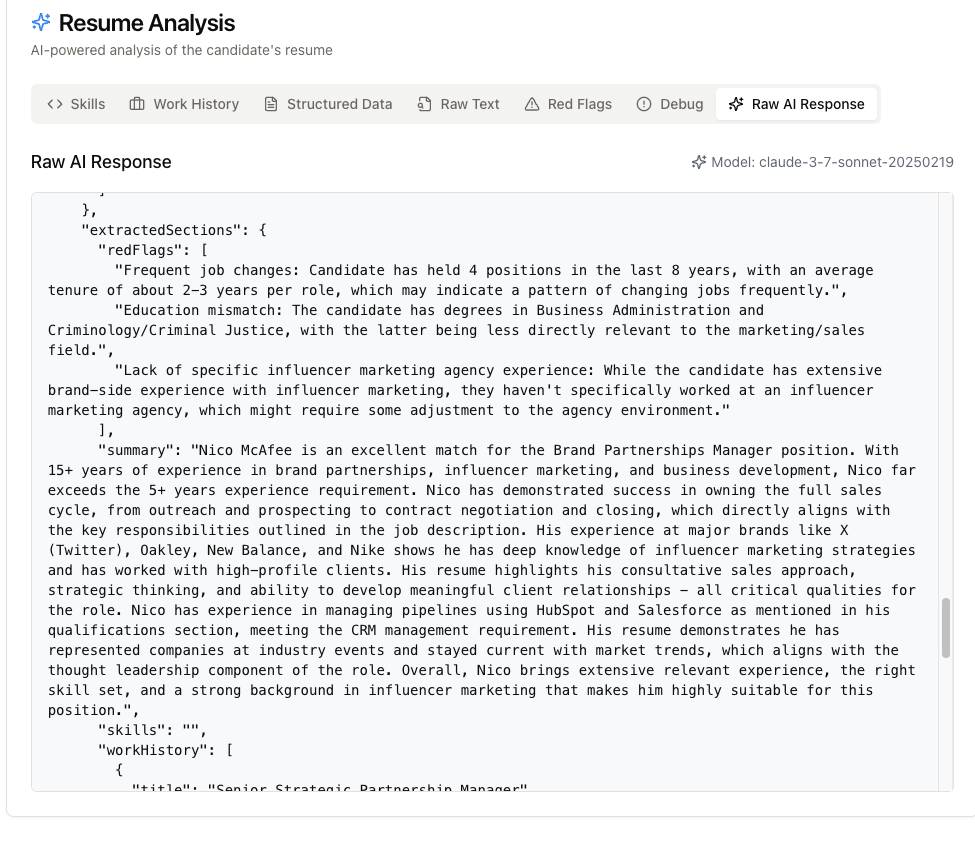 Resume Analysis
AI-powered analysis of the candidate's resume
Skills Work History Structured Data Raw Text Red Flags Debug Raw AI Response
Raw AI Response Model: claude-3-7-sonnet-20250219
]
},
"extractedSections": {
"redFlags": [
"Frequent job changes: Candidate has held 4 positions in the last 8 years, with an average
tenure of about 2-3 years per role, which may indicate a pattern of changing jobs frequently.",
"Education mismatch: The candidate has degrees in Business Administration and
Criminology/Criminal Justice, with the latter being less directly relevant to the marketing/sales
field.",
"Lack of specific influencer marketing agency experience: While the candidate has extensive
brand-side experience with influencer marketing, they haven't specifically worked at an influencer
marketing agency, which might require some adjustment to the agency environment."
],
"summary": "Nico McAfee is an excellent match for the Brand Partnerships Manager position. With
15+ years of experience in brand partnerships, influencer marketing, and business development, Nico far
exceeds the 5+ years experience requirement. Nico has demonstrated success in owning the full sales
cycle, from outreach and prospecting to contract negotiation and closing, which directly aligns with
the key responsibilities outlined in the job description. His experience at major brands like X
(Twitter), Oakley, New Balance, and Nike shows he has deep knowledge of influencer marketing strategies
and has worked with high-profile clients. His resume highlights his consultative sales approach,
strategic thinking, and ability to develop meaningful client relationships - all critical qualities for
the role. Nico has experience in managing pipelines using HubSpot and Salesforce as mentioned in his
qualifications section, meeting the CRM management requirement. His resume demonstrates he has
represented companies at industry events and stayed current with market trends, which aligns with the
thought leadership component of the role. Overall, Nico brings extensive relevant experience, the right
skill set, and a strong background in influencer marketing that makes him highly suitable for this
position.",
"skills": "",
"workHistory": [
{
"title": "Senior Strategic Partnership Manager"